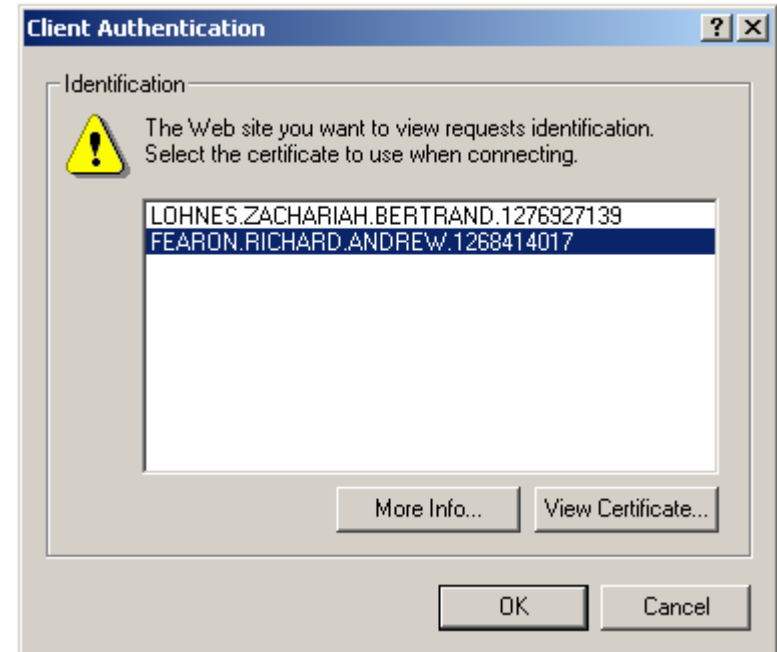 Client Authentication
Identification
The Web site you want to view requests identification.
Select the certificate to use when connecting.
LOHNES.ZACHARIAH.BERTRAND.1276927139
FEARON.RICHARD.ANDREW.1268414017
More Info... View Certificate...
OK Cancel